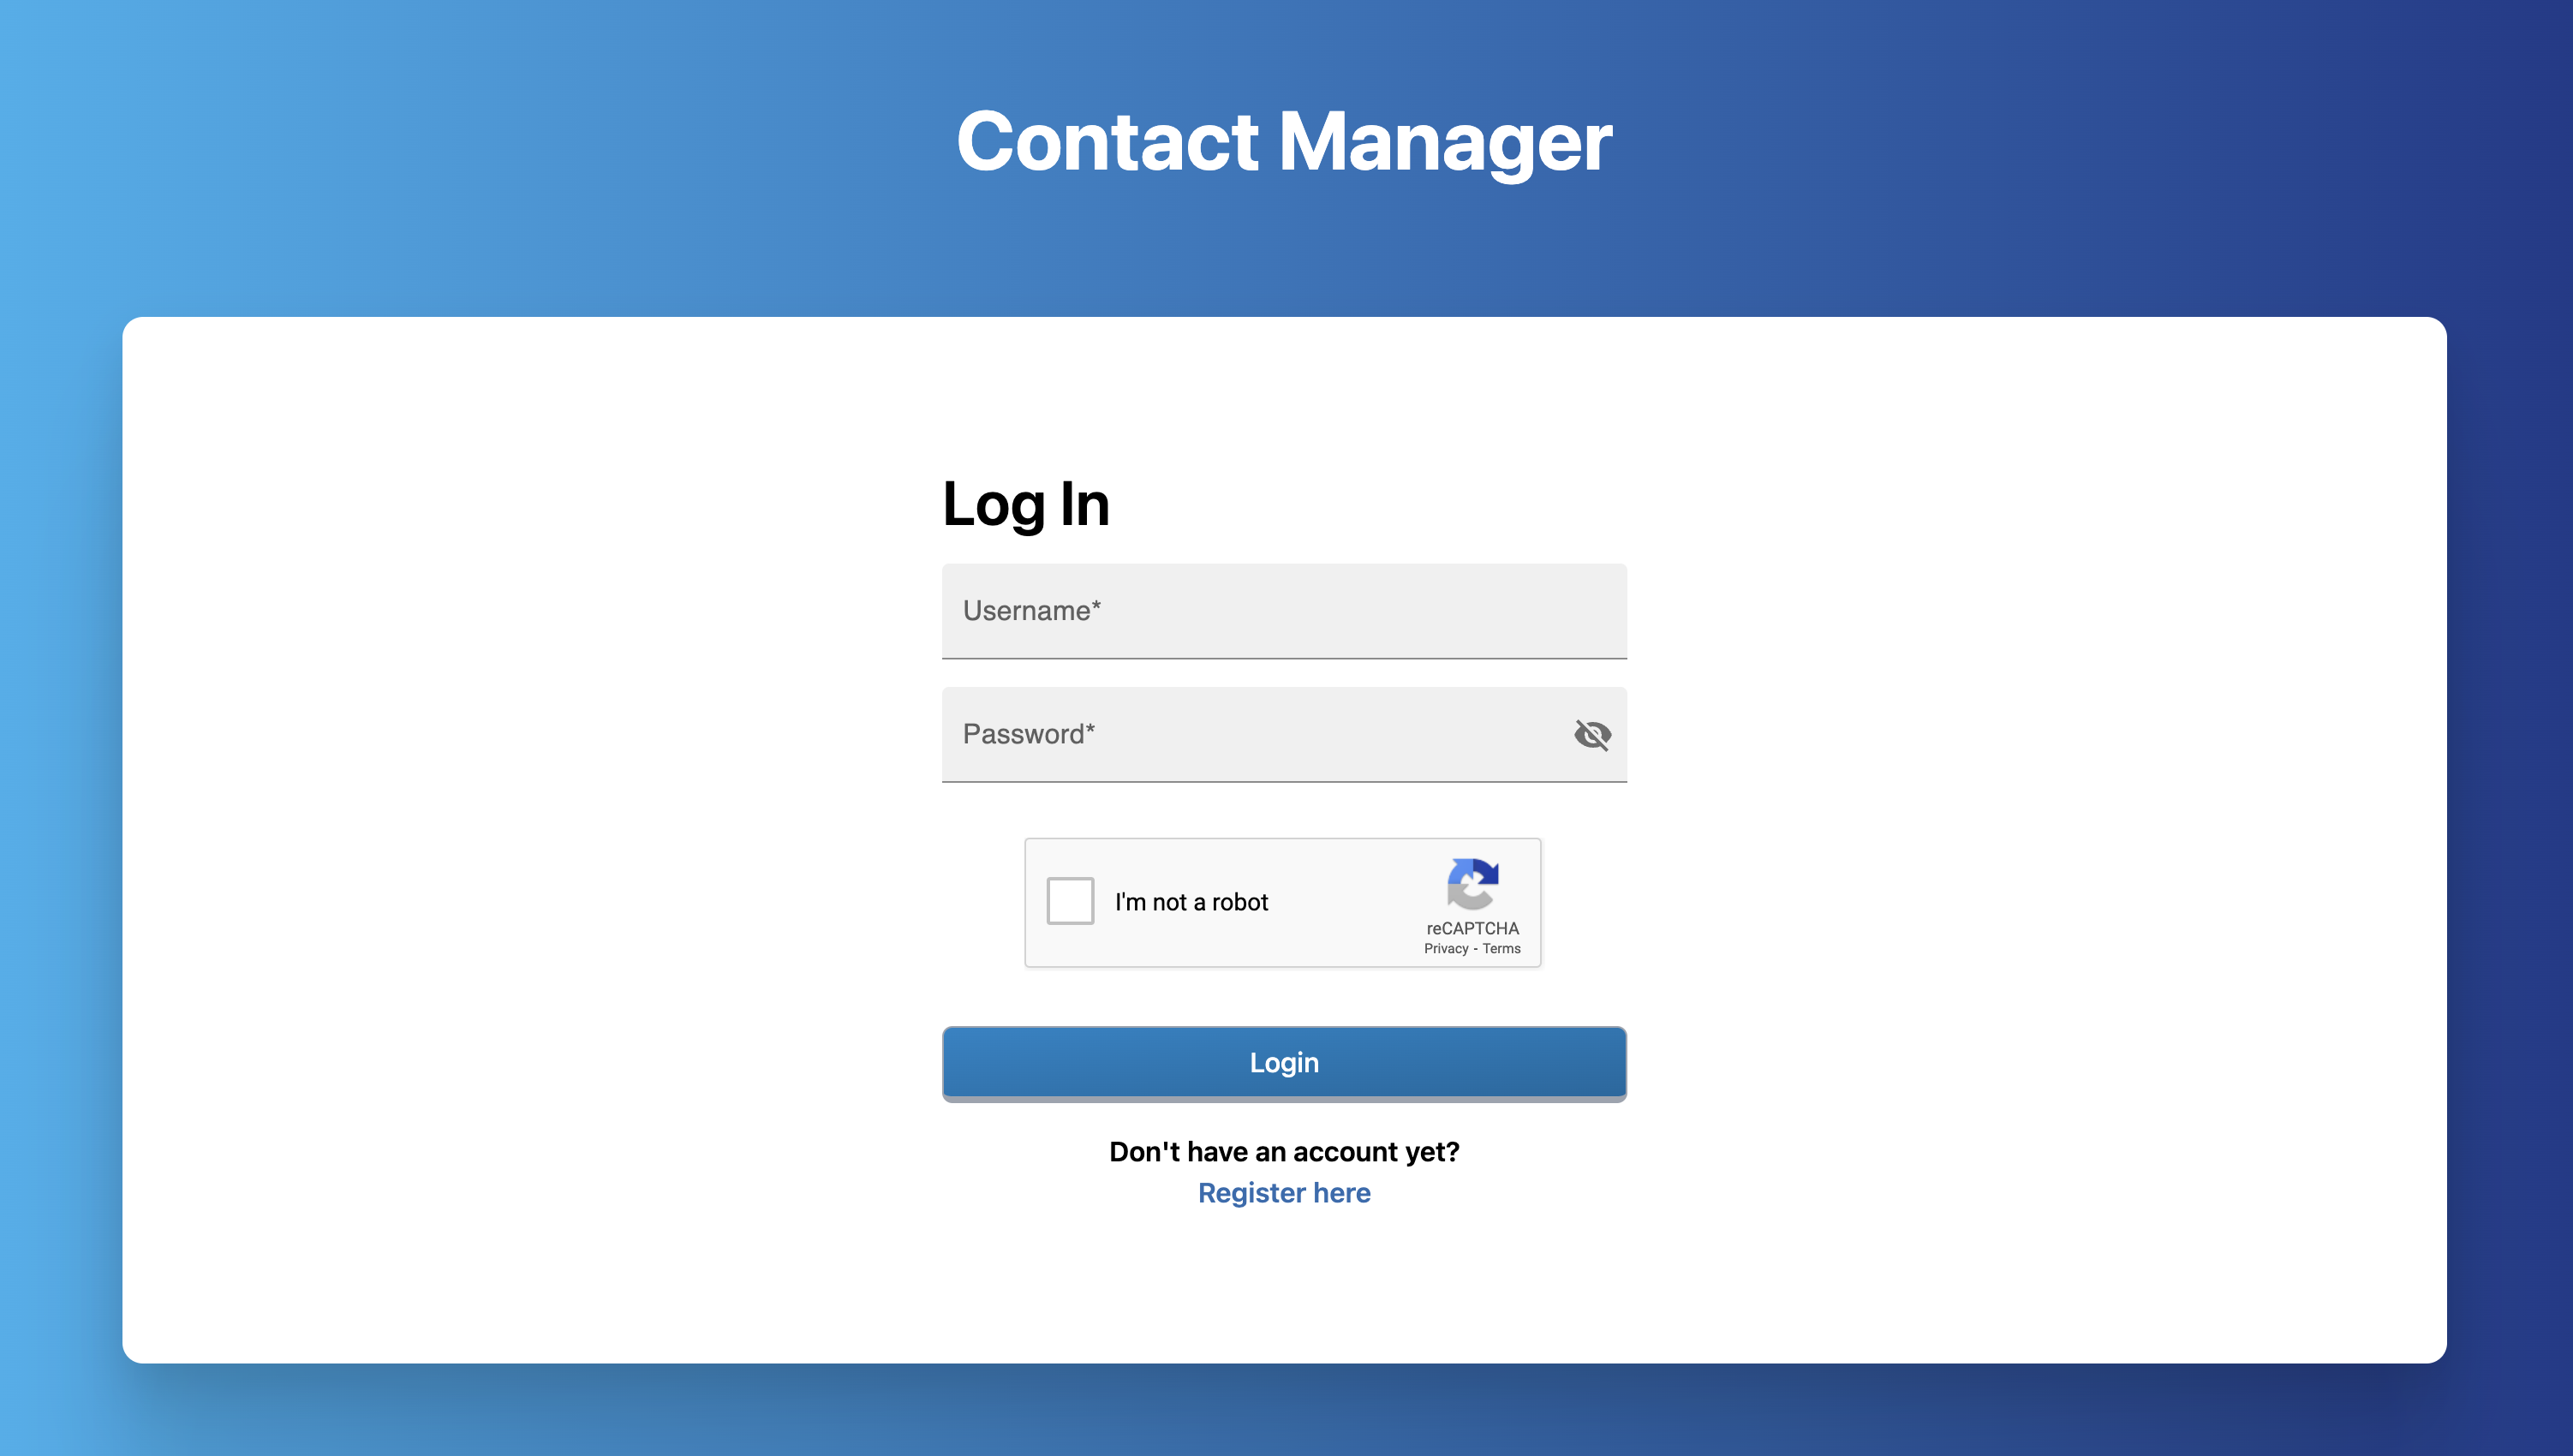 Contact Manager
Log In
Username*
Password*
I'm not a robot
reCAPTCHA
Privacy - Terms
Login
Don't have an account yet?
Register here